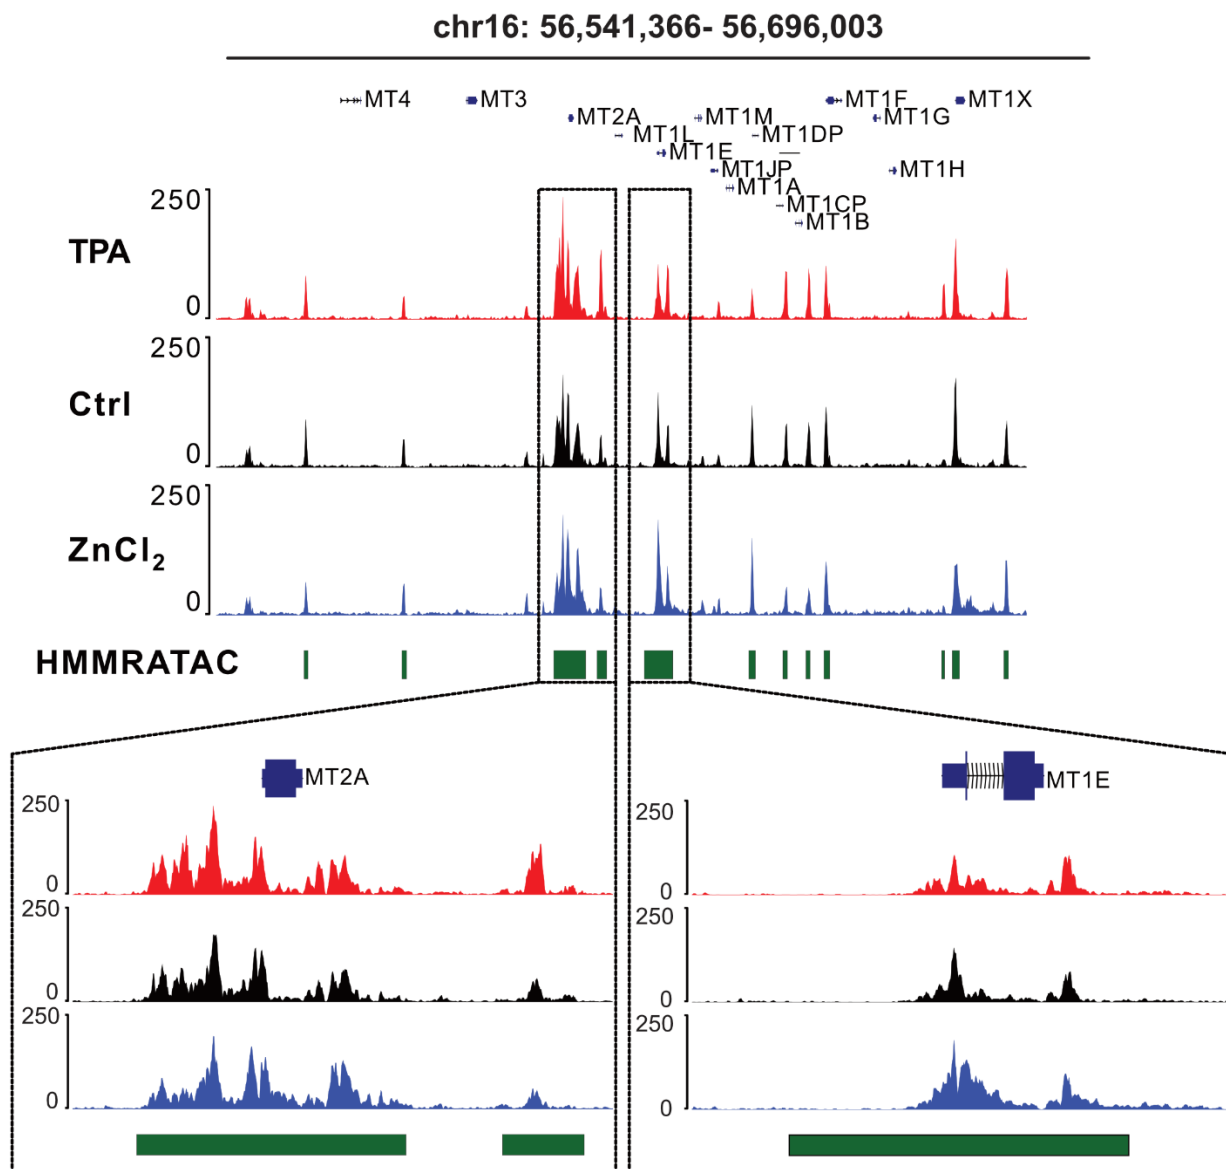 chr16: 56,541,366- 56,696,003
MT4 MT3 MT1F MT1X
MT2A MT1M MT1G
MT1L MT1DP
MT1E
MT1JP MT1H
MT1A
MT1CP
MT1B
250
TPA
0
250
Ctrl
0
250
ZnCl₂
0
HMMRATAC
MT2A MT1E
250 250
0 0
250 250
0 0
250 250
0 0